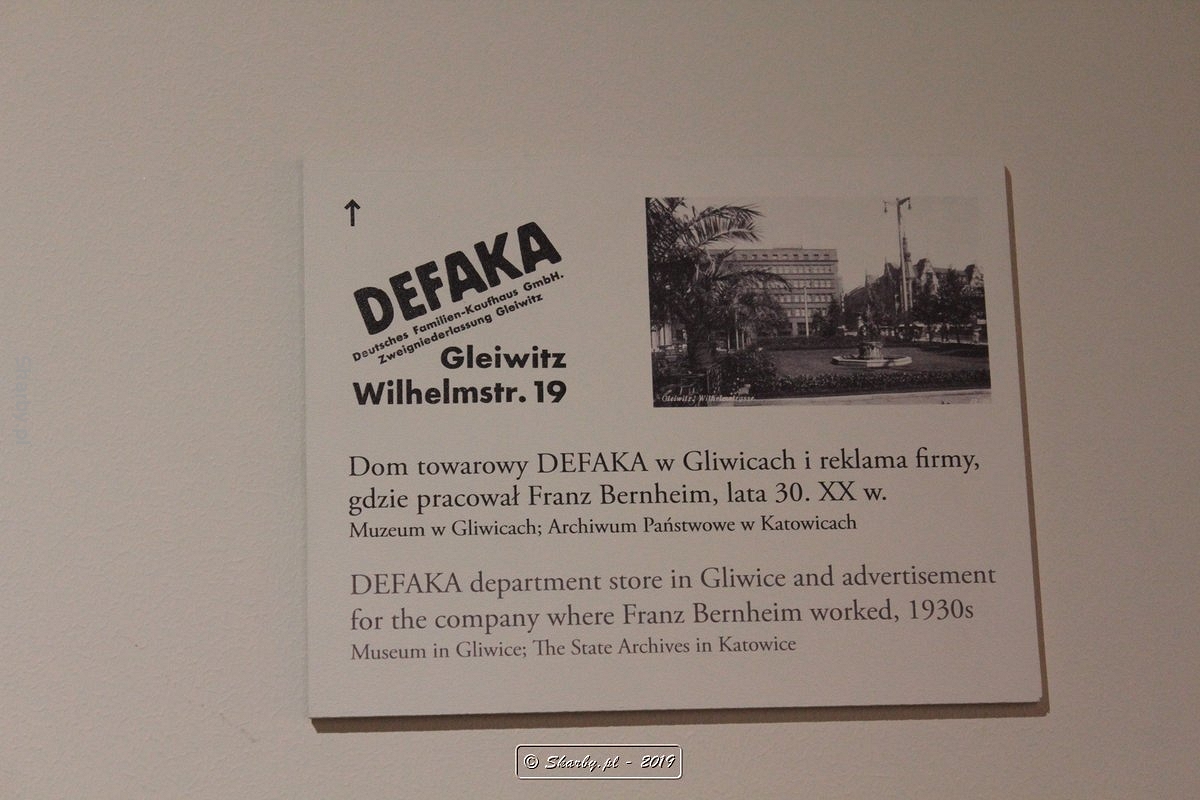 ↑
DEFAKA
Deutsches Familien-Kaufhaus GmbH.
Zweigniederlassung Gleiwitz
Gleiwitz
Wilhelmstr. 19
Gleiwitz, Wilhelmstrasse
Dom towarowy DEFAKA w Gliwicach i reklama firmy,
gdzie pracował Franz Bernheim, lata 30. XX w.
Muzeum w Gliwicach; Archiwum Państwowe w Katowicach
DEFAKA department store in Gliwice and advertisement
for the company where Franz Bernheim worked, 1930s
Museum in Gliwice; The State Archives in Katowice
© Skarby.pl - 2019